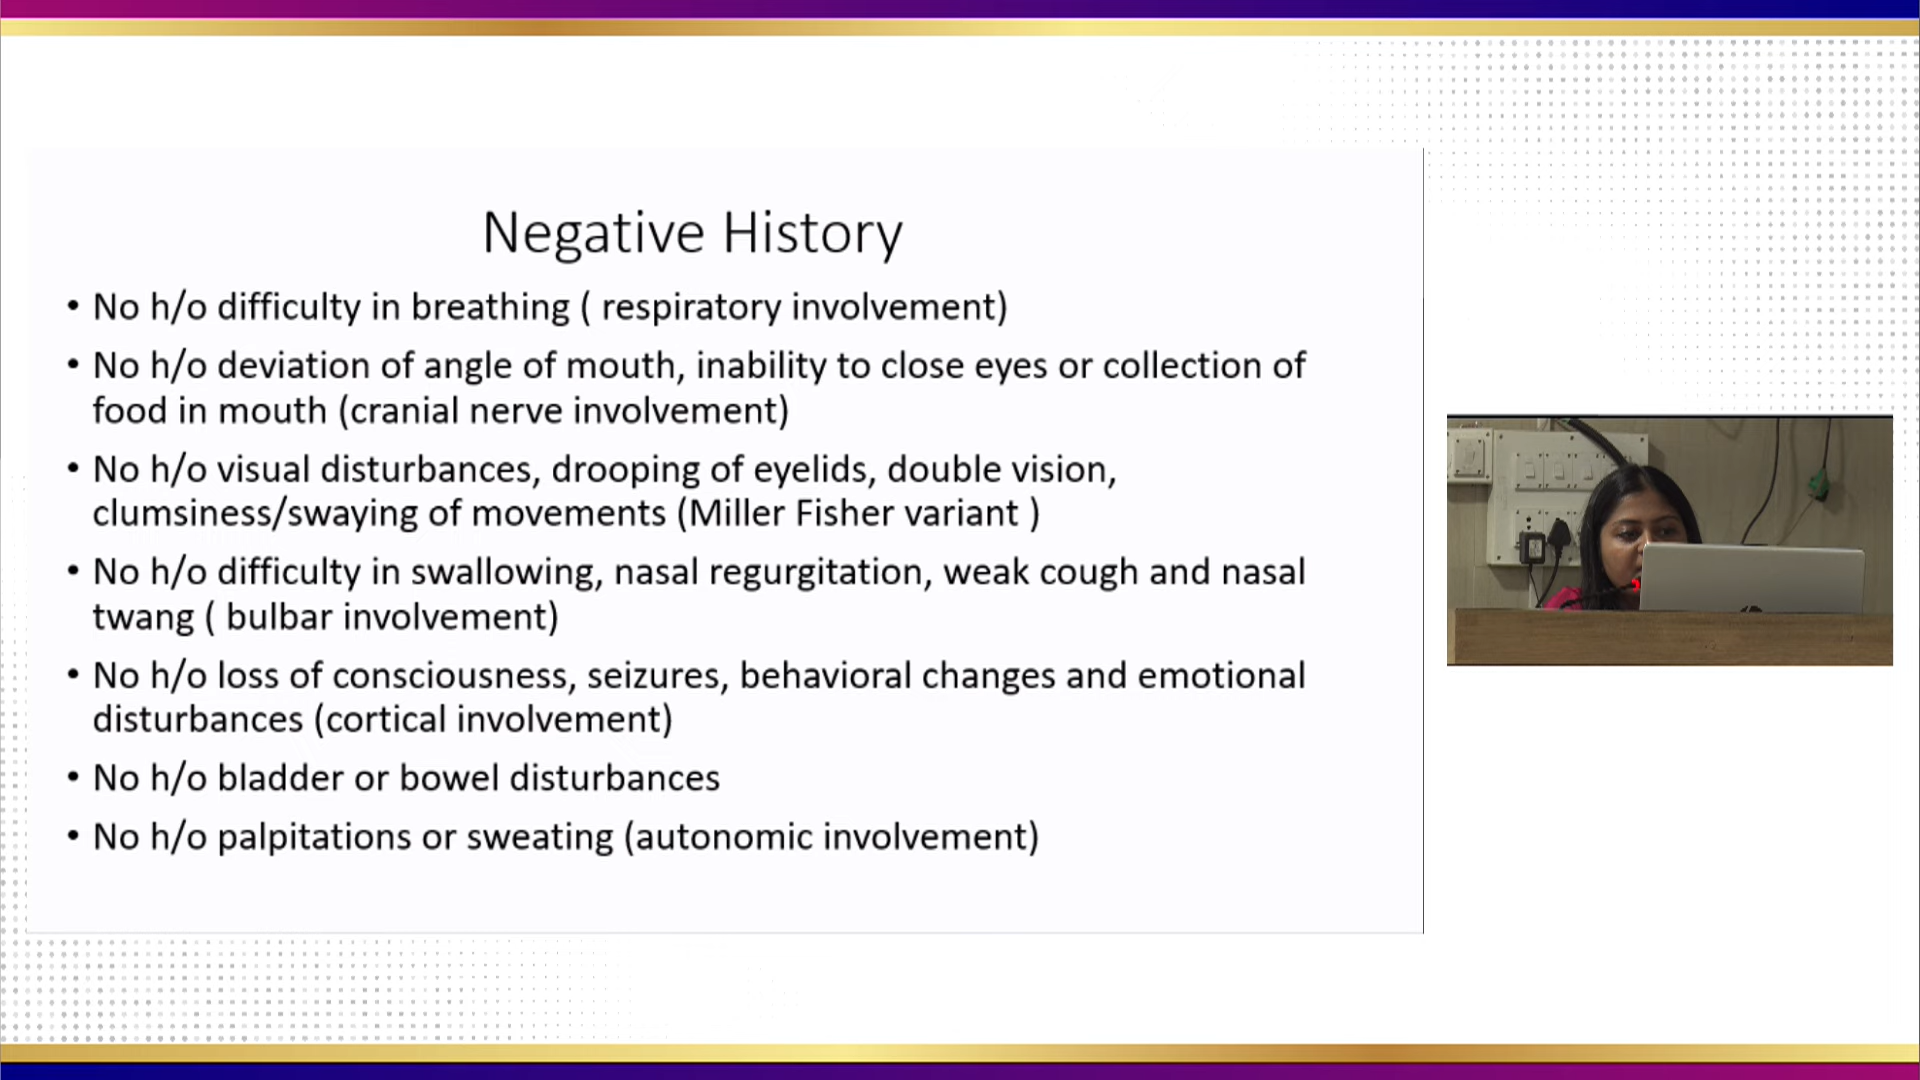 Negative History
• No h/o difficulty in breathing ( respiratory involvement)
• No h/o deviation of angle of mouth, inability to close eyes or collection of
food in mouth (cranial nerve involvement)
• No h/o visual disturbances, drooping of eyelids, double vision,
clumsiness/swaying of movements (Miller Fisher variant )
• No h/o difficulty in swallowing, nasal regurgitation, weak cough and nasal
twang ( bulbar involvement)
• No h/o loss of consciousness, seizures, behavioral changes and emotional
disturbances (cortical involvement)
• No h/o bladder or bowel disturbances
• No h/o palpitations or sweating (autonomic involvement)